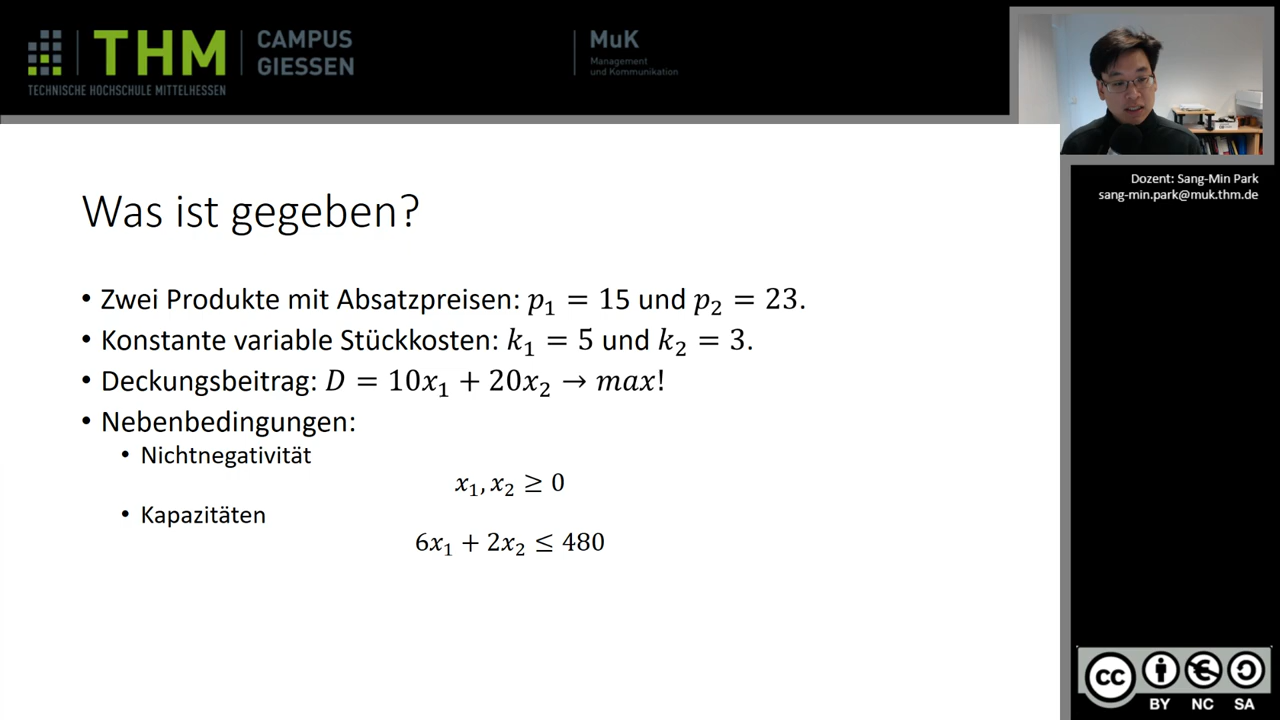 THM
CAMPUS
GIESSEN
TECHNISCHE HOCHSCHULE MITTELHESSEN
MuK
Management
und Kommunikation
Dozent: Sang-Min Park
sang-min.park@muk.thm.de
Was ist gegeben?
• Zwei Produkte mit Absatzpreisen: p₁ = 15 und p₂ = 23.
• Konstante variable Stückkosten: k₁ = 5 und k₂ = 3.
• Deckungsbeitrag: D = 10x₁ + 20x₂ → max!
• Nebenbedingungen:
• Nichtnegativität
x₁, x₂ ≥ 0
• Kapazitäten
6x₁ + 2x₂ ≤ 480
cc
BY NC SA